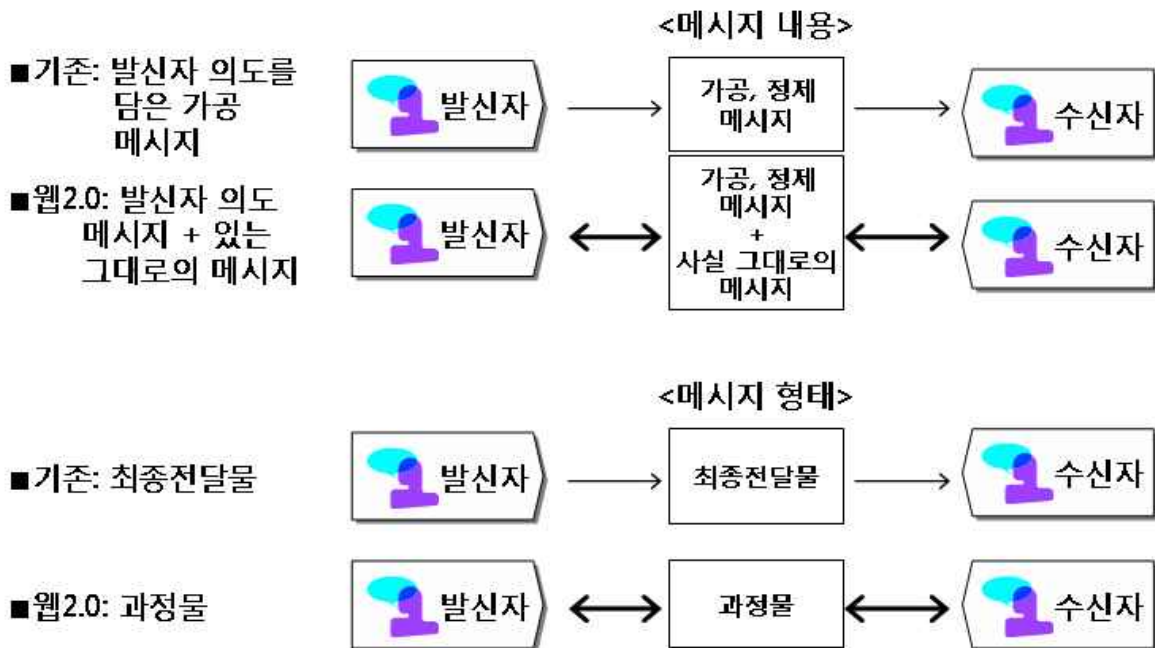 <메시지 내용>
■기존: 발신자 의도를
담은 가공
메시지
발신자
가공, 정제
메시지
수신자
■웹2.0: 발신자 의도
메시지 + 있는
그대로의 메시지
발신자
가공, 정제
메시지
+
사실 그대로의
메시지
수신자
<메시지 형태>
■기존: 최종전달물
발신자
최종전달물
수신자
■웹2.0: 과정물
발신자
과정물
수신자